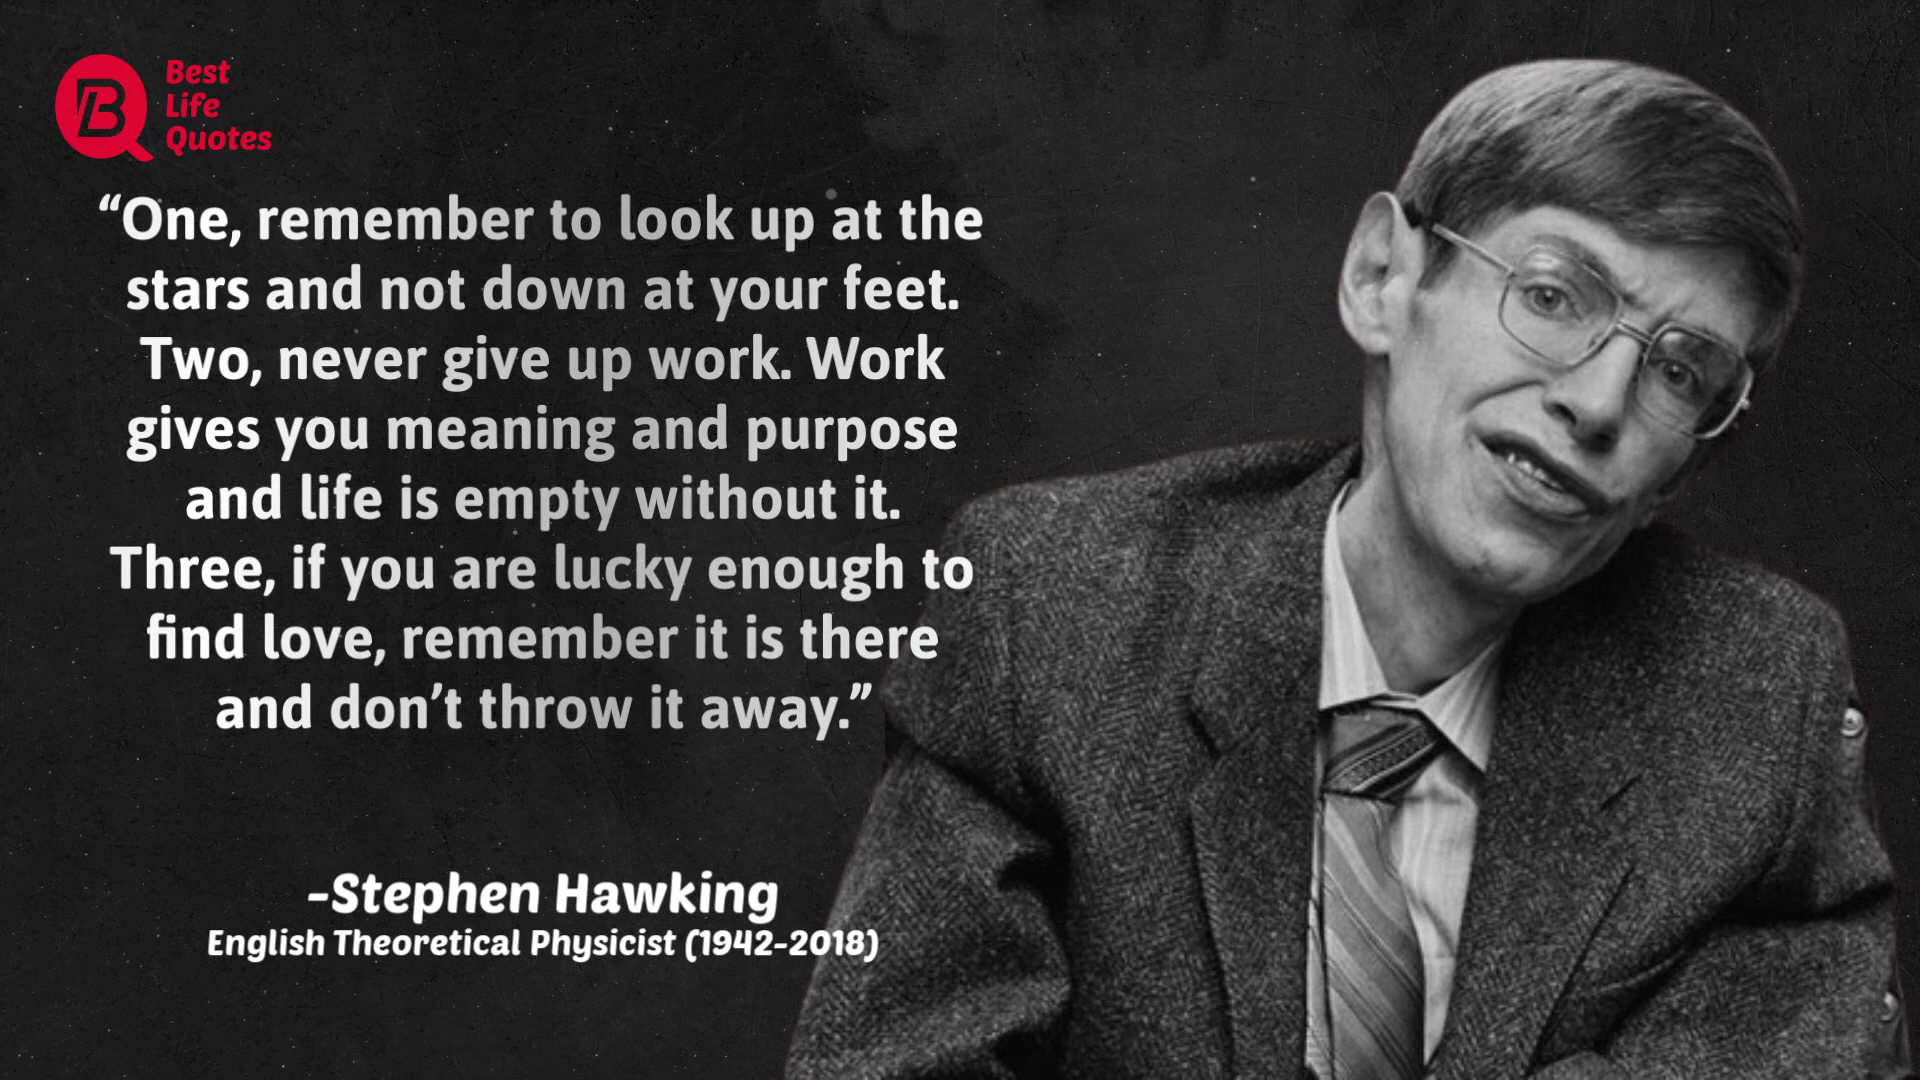 Best
Life
Quotes
“One, remember to look up at the
stars and not down at your feet.
Two, never give up work. Work
gives you meaning and purpose
and life is empty without it.
Three, if you are lucky enough to
find love, remember it is there
and don’t throw it away.”
-Stephen Hawking
English Theoretical Physicist (1942-2018)